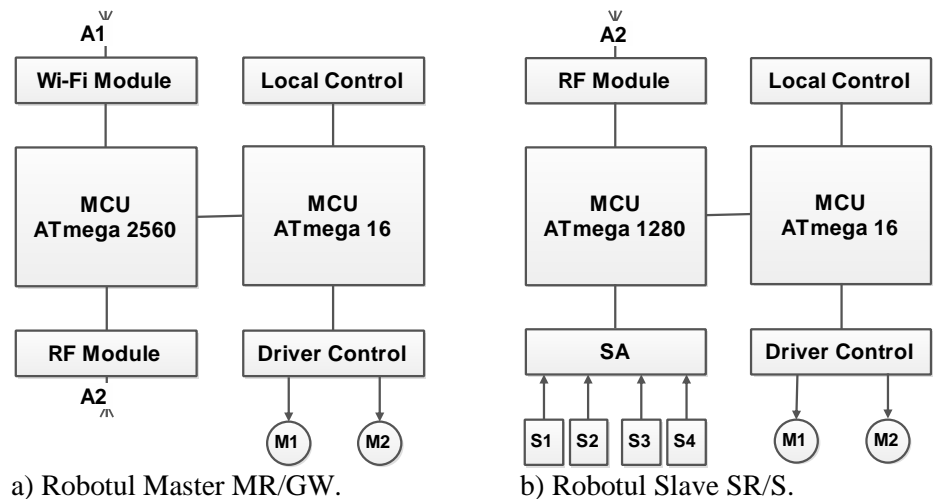 A1
Wi-Fi Module
Local Control
MCU
ATmega 2560
MCU
ATmega 16
RF Module
Driver Control
A2
M1
M2
a) Robotul Master MR/GW.
A2
RF Module
Local Control
MCU
ATmega 1280
MCU
ATmega 16
SA
Driver Control
S1
S2
S3
S4
M1
M2
b) Robotul Slave SR/S.